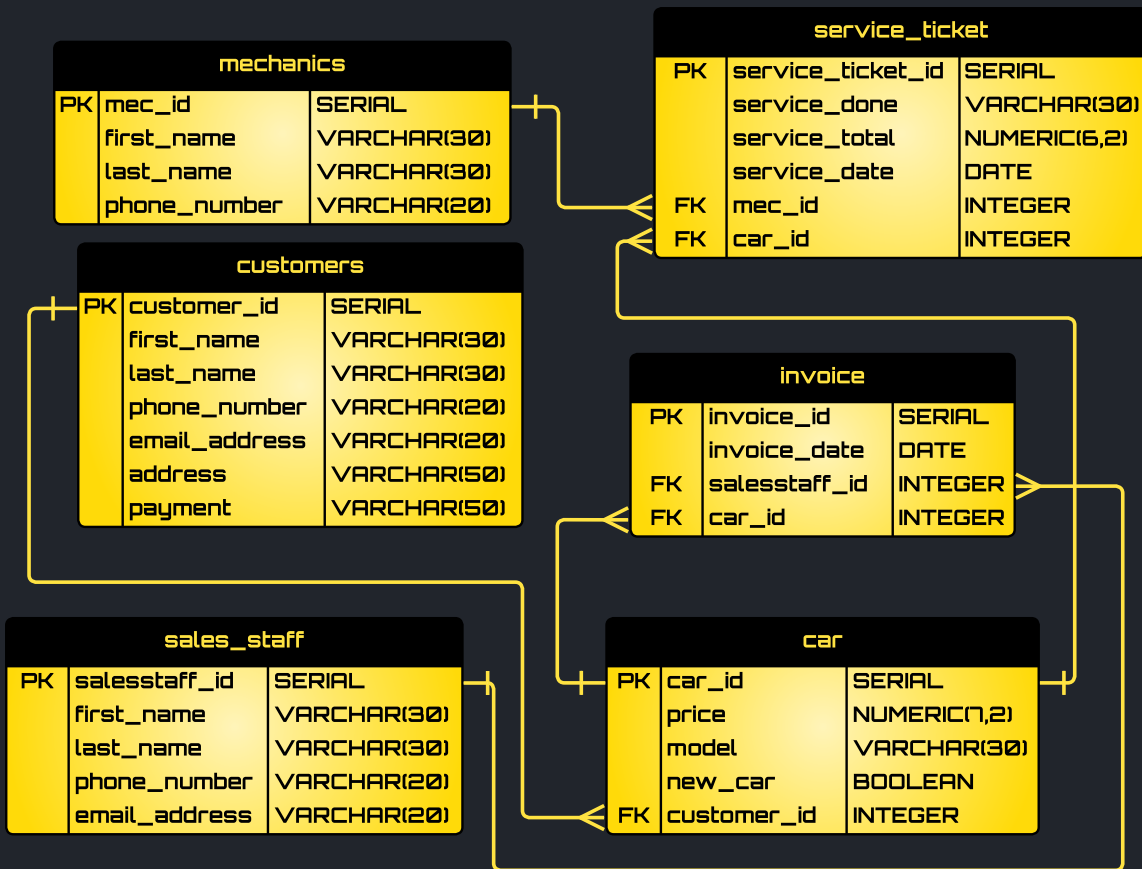 mechanics
PK mec_id SERIAL
first_name VARCHAR(30)
last_name VARCHAR(30)
phone_number VARCHAR(20)
service_ticket
PK service_ticket_id SERIAL
service_done VARCHAR(30)
service_total NUMERIC(6,2)
service_date DATE
FK mec_id INTEGER
FK car_id INTEGER
customers
PK customer_id SERIAL
first_name VARCHAR(30)
last_name VARCHAR(30)
phone_number VARCHAR(20)
email_address VARCHAR(20)
address VARCHAR(50)
payment VARCHAR(50)
invoice
PK invoice_id SERIAL
invoice_date DATE
FK salesstaff_id INTEGER
FK car_id INTEGER
sales_staff
PK salesstaff_id SERIAL
first_name VARCHAR(30)
last_name VARCHAR(30)
phone_number VARCHAR(20)
email_address VARCHAR(20)
car
PK car_id SERIAL
price NUMERIC(7,2)
model VARCHAR(30)
new_car BOOLEAN
FK customer_id INTEGER